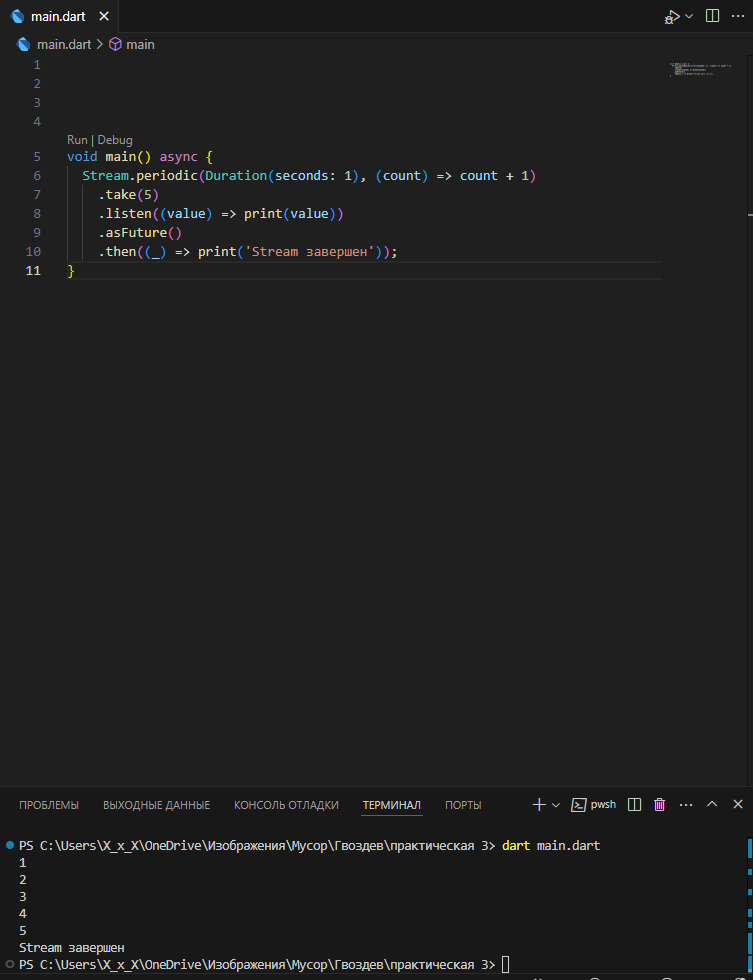 main.dart
main.dart > main
1
2
3
4
Run | Debug
5 void main() async {
6 Stream.periodic(Duration(seconds: 1), (count) => count + 1)
7 .take(5)
8 .listen((value) => print(value))
9 .asFuture()
10 .then((_) => print('Stream завершен'));
11 }
ПРОБЛЕМЫ ВЫХОДНЫЕ ДАННЫЕ КОНСОЛЬ ОТЛАДКИ ТЕРМИНАЛ ПОРТЫ pwsh
PS C:\Users\X_x_X\OneDrive\Изображения\Мусор\Гвоздев\практическая 3> dart main.dart
1
2
3
4
5
Stream завершен
PS C:\Users\X_x_X\OneDrive\Изображения\Мусор\Гвоздев\практическая 3>